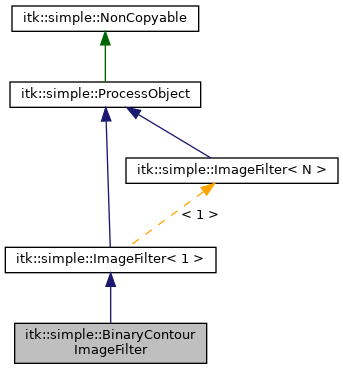 itk::simple::NonCopyable
itk::simple::ProcessObject
itk::simple::ImageFilter< N >
< 1 >
itk::simple::ImageFilter< 1 >
itk::simple::BinaryContour
ImageFilter